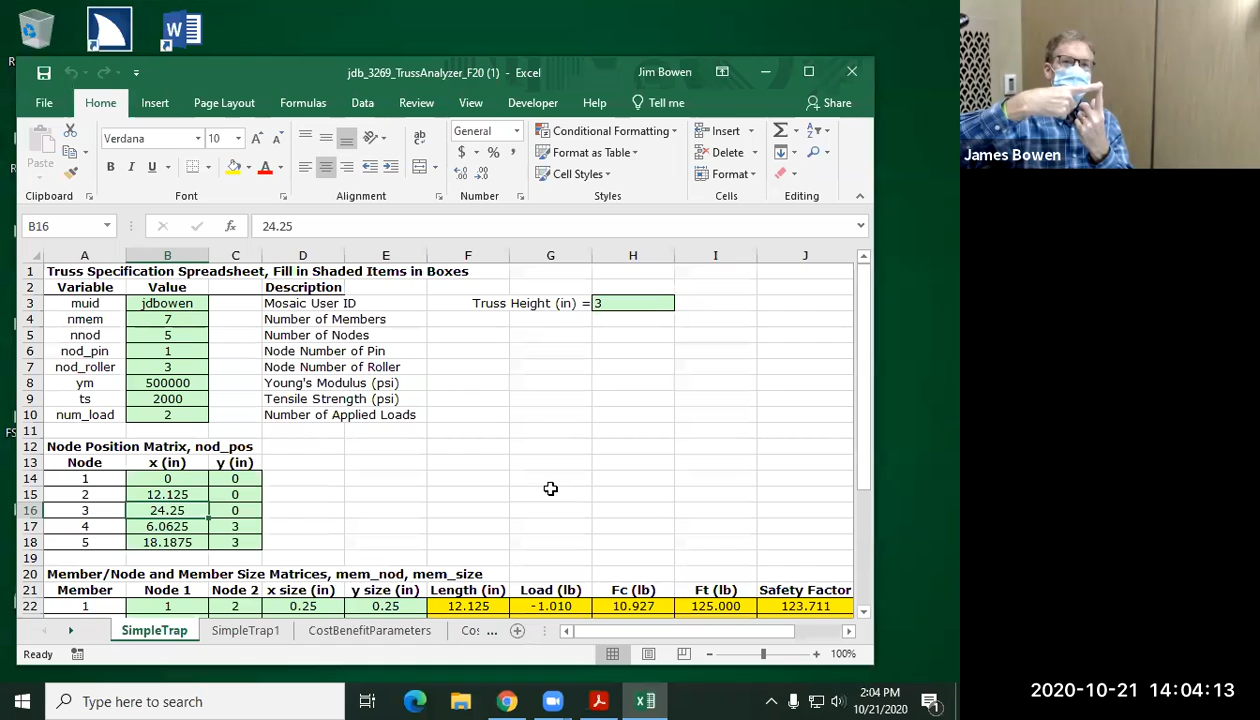 jdb_3269_TrussAnalyzer_F20 (1) - Excel
Jim Bowen
File Home Insert Page Layout Formulas Data Review View Developer Help Tell me Share
Paste
Verdana 10
General
$ % ,
Conditional Formatting
Format as Table
Cell Styles
Insert
Delete
Format
Clipboard Font Alignment Number Styles Cells Editing
B16 fx 24.25
A B C D E F G H I J
1 Truss Specification Spreadsheet, Fill in Shaded Items in Boxes
2 Variable Value Description
3 muid jdbowen Mosaic User ID Truss Height (in) = 3
4 nmem 7 Number of Members
5 nnod 5 Number of Nodes
6 nod_pin 1 Node Number of Pin
7 nod_roller 3 Node Number of Roller
8 ym 500000 Young's Modulus (psi)
9 ts 2000 Tensile Strength (psi)
10 num_load 2 Number of Applied Loads
11
12 Node Position Matrix, nod_pos
13 Node x (in) y (in)
14 1 0 0
15 2 12.125 0
16 3 24.25 0
17 4 6.0625 3
18 5 18.1875 3
19
20 Member/Node and Member Size Matrices, mem_nod, mem_size
21 Member Node 1 Node 2 x size (in) y size (in) Length (in) Load (lb) Fc (lb) Ft (lb) Safety Factor
22 1 1 2 0.25 0.25 12.125 -1.010 10.927 125.000 123.711
SimpleTrap SimpleTrap1 CostBenefitParameters Cos ...
Ready 100%
Type here to search
2:04 PM
10/21/2020
1
James Bowen
2020-10-21 14:04:13